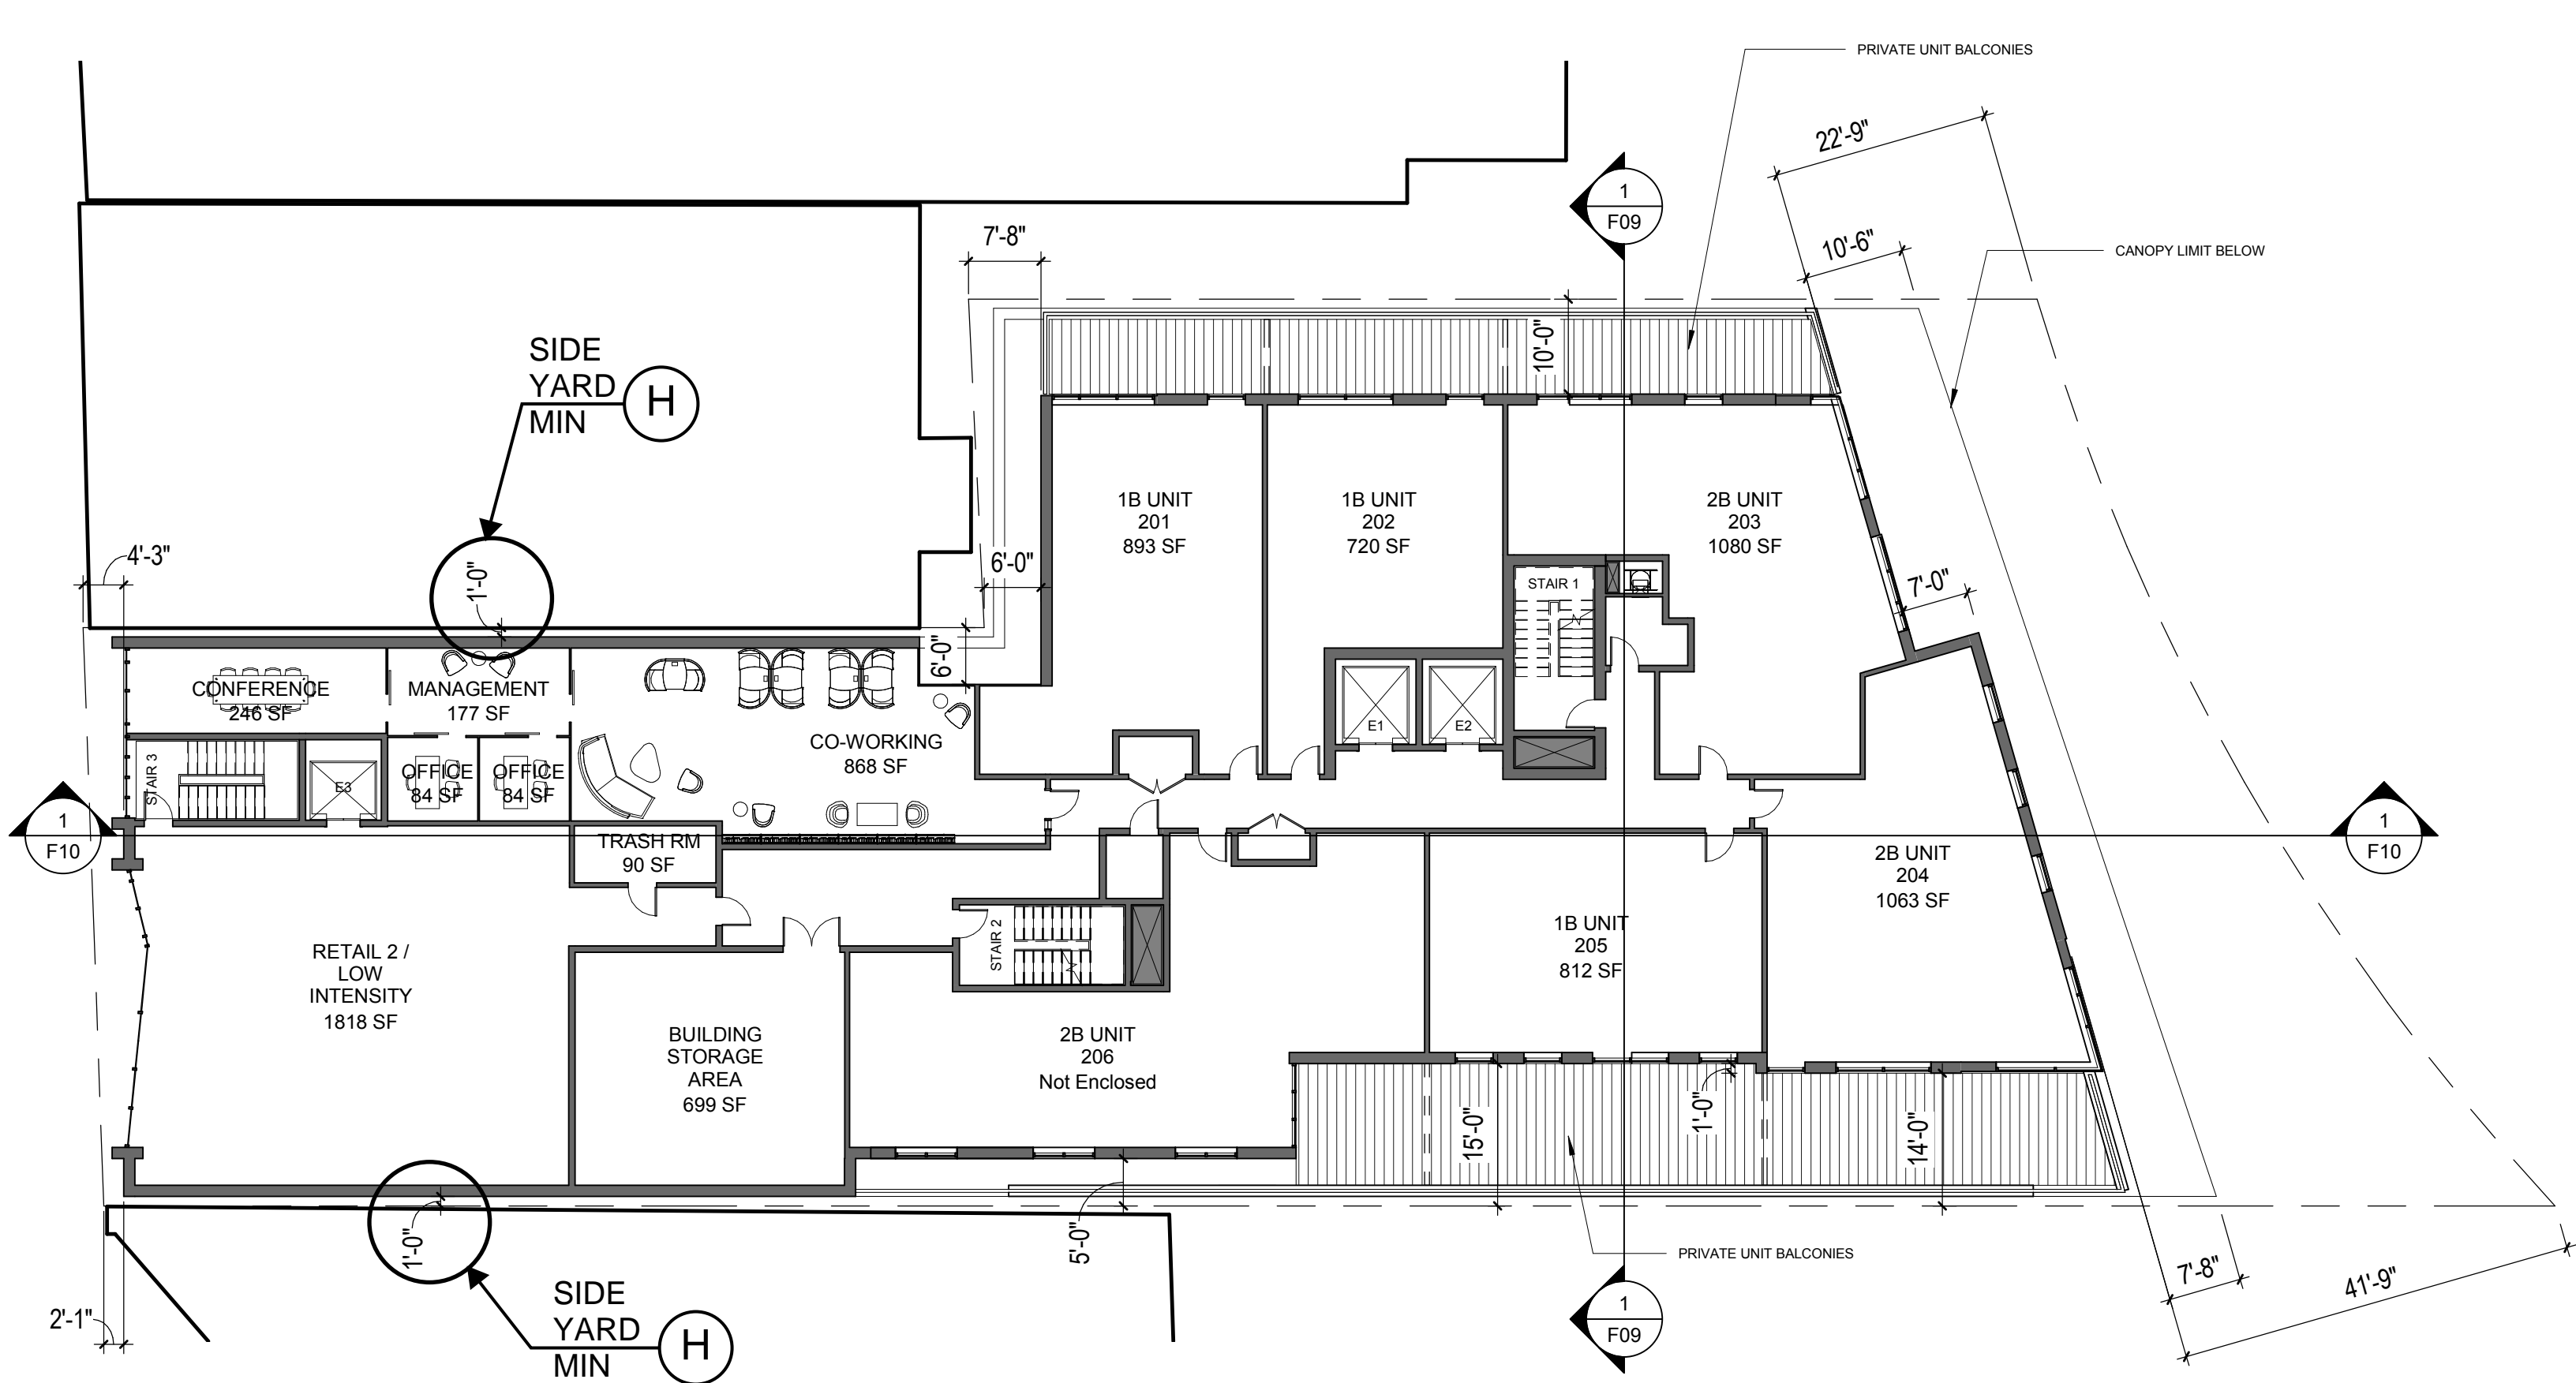 PRIVATE UNIT BALCONIES
22'-9"
1
F09
7'-8"
10'-6"
CANOPY LIMIT BELOW
SIDE
YARD
MIN
H
10'-0"
1B UNIT
201
893 SF
1B UNIT
202
720 SF
2B UNIT
203
1080 SF
4'-3"
1'-0"
6'-0"
STAIR 1
7'-0"
6'-0"
CONFERENCE
246 SF
MANAGEMENT
177 SF
CO-WORKING
868 SF
E1
E2
STAIR 3
E3
OFFICE
84 SF
OFFICE
84 SF
1
F10
TRASH RM
90 SF
1
F10
2B UNIT
204
1063 SF
RETAIL 2 /
LOW
INTENSITY
1818 SF
STAIR 2
1B UNIT
205
812 SF
BUILDING
STORAGE
AREA
699 SF
2B UNIT
206
Not Enclosed
15'-0"
1'-0"
14'-0"
1'-0"
5'-0"
PRIVATE UNIT BALCONIES
7'-8"
41'-9"
2'-1"
SIDE
YARD
MIN
H
1
F09